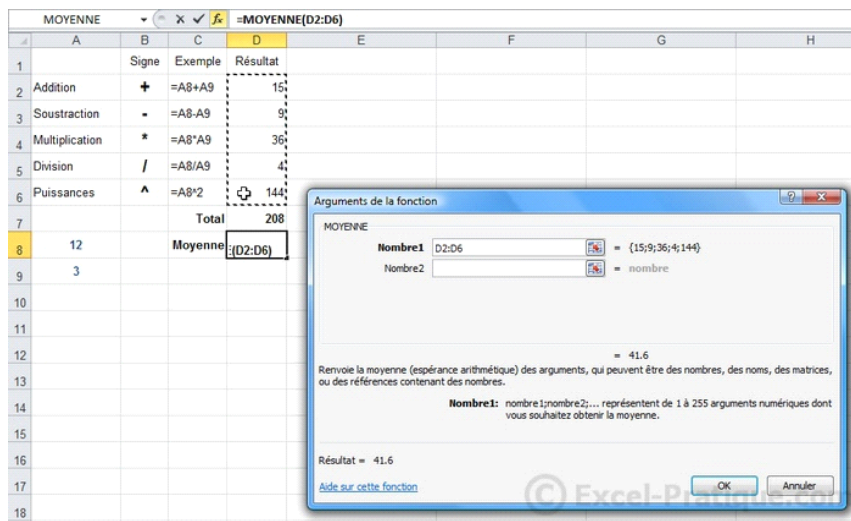 MOYENNE =MOYENNE(D2:D6)
A B C D E F G H
1 Signe Exemple Résultat
2 Addition + =A8+A9 15
3 Soustraction - =A8-A9 9
4 Multiplication * =A8*A9 36
5 Division / =A8/A9 4
6 Puissances ^ =A8^2 144
7 Total 208
8 12 Moyenne (D2:D6)
9 3
10
11
12
13
14
15
16
17
18
Arguments de la fonction
MOYENNE
Nombre1 D2:D6 = {15;9;36;4;144}
Nombre2 = nombre
= 41.6
Renvoie la moyenne (espérance arithmétique) des arguments, qui peuvent être des nombres, des noms, des matrices,
ou des références contenant des nombres.
Nombre1: nombre1;nombre2;... représentent de 1 à 255 arguments numériques dont
vous souhaitez obtenir la moyenne.
Résultat = 41.6
Aide sur cette fonction OK Annuler
© Excel-Pratique.com